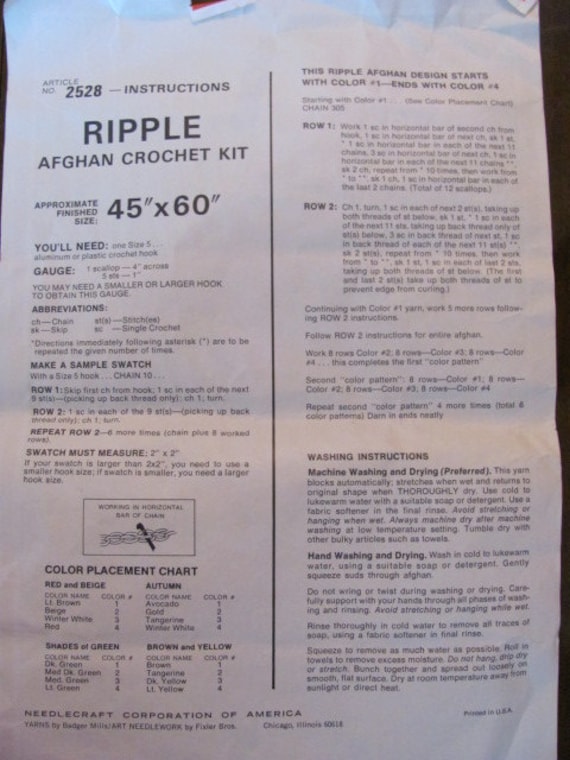 ARTICLE
NO. 2528 — INSTRUCTIONS
RIPPLE
AFGHAN CROCHET KIT
APPROXIMATE
FINISHED
SIZE:
45"x60"
YOU'LL NEED: one Size 5 . . .
aluminum or plastic crochet hook
GAUGE: 1 scallop — 4" across
5 sts — 1"
YOU MAY NEED A SMALLER OR LARGER HOOK
TO OBTAIN THIS GAUGE.
ABBREVIATIONS:
ch—Chain st(s)—Stitch(es)
sk—Skip sc —Single Crochet
"Directions immediately following asterisk (*) are to be
repeated the given number of times.
MAKE A SAMPLE SWATCH
With a Size 5 hook . . . CHAIN 10 . . .
ROW 1: Skip first ch from hook; 1 sc in each of the next
9 st(s)—(picking up back thread only); ch 1; turn.
ROW 2: 1 sc in each of the 9 st(s)—(picking up back
thread only); ch 1; turn.
REPEAT ROW 2—6 more times (chain plus 8 worked
rows).
SWATCH MUST MEASURE: 2" x 2"
If your swatch is larger than 2x2", you need to use a
smaller hook size; if swatch is smaller, you need a larger
hook size.
WORKING IN HORIZONTAL
BAR OF CHAIN
COLOR PLACEMENT CHART
RED and BEIGE
COLOR NAME COLOR #
Lt. Brown 1
Beige 2
Winter White 3
Red 4
AUTUMN
COLOR NAME COLOR #
Avocado 1
Gold 2
Tangerine 3
Winter White 4
SHADES of GREEN
COLOR NAME COLOR #
Dk. Green 1
Med Dk. Green 2
Med. Green 3
Lt. Green 4
BROWN and YELLOW
COLOR NAME COLOR #
Brown 1
Tangerine 2
Dk. Yellow 3
Lt. Yellow 4
THIS RIPPLE AFGHAN DESIGN STARTS
WITH COLOR #1—ENDS WITH COLOR #4
Starting with Color #1 . . . (See Color Placement Chart)
CHAIN 305
ROW 1: Work 1 sc in horizontal bar of second ch from
hook, 1 sc in horizontal bar of next ch, sk 1 st,
* 1 sc in horizontal bar in each of the next 11
chains, 3 sc in horizontal bar of next ch, 1 sc in
horizontal bar in each of the next 11 chains **,
sk 2 ch, repeat from * 10 times, then work from
* to **; sk 1 ch, 1 sc in horizontal bar in each of
the last 2 chains. (Total of 12 scallops.)
ROW 2: Ch 1, turn, 1 sc in each of next 2 st(s), taking up
both threads of st below, sk 1 st, * 1 sc in each
of the next 11 sts, taking up back thread only of
st(s) below, 3 sc in back thread of next st, 1 sc
in back thread of each of the next 11 st(s) **,
sk 2 st(s), repeat from * 10 times, then work
from * to **, sk 1 st, 1 sc in each of last 2 sts,
taking up both threads of st below. (The first
and last 2 st(s) take up both threads of st to
prevent edge from curling.)
Continuing with Color #1 yarn, work 5 more rows follow-
ing ROW 2 instructions.
Follow ROW 2 instructions for entire afghan.
Work 8 rows Color #2; 8 rows—Color #3; 8 rows—Color
#4 . . . this completes the first "color pattern"
Second "color pattern": 8 rows—Color #1; 8 rows—
Color #2; 8 rows—Color #3; 8 rows—Color #4
Repeat second "color pattern" 4 more times (total 6
color patterns) Darn in ends neatly
WASHING INSTRUCTIONS
Machine Washing and Drying (Preferred). This yarn
blocks automatically; stretches when wet and returns to
original shape when THOROUGHLY DRY. Use cold to
lukewarm water with a suitable soap or detergent. Use a
fabric softener in the final rinse. Avoid stretching or
hanging when wet. Always machine dry after machine
washing at low temperature setting. Tumble dry with
other bulky articles such as towels.
Hand Washing and Drying. Wash in cold to lukewarm
water, using a suitable soap or detergent. Gently
squeeze suds through afghan.
Do not wring or twist during washing or drying. Care-
fully support with your hands through all phases of wash-
ing and rinsing. Avoid stretching or hanging while wet.
Rinse thoroughly in cold water to remove all traces of
soap, using a fabric softener in final rinse.
Squeeze to remove as much water as possible. Roll in
towels to remove excess moisture. Do not hang, drip dry
or stretch. Bunch together and spread out loosely on
smooth, flat surface. Dry at room temperature away from
sunlight or direct heat.
NEEDLECRAFT CORPORATION OF AMERICA
YARNS by Badger Mills/ART NEEDLEWORK by Fixler Bros. Chicago, Illinois 60618
Printed in U.S.A.